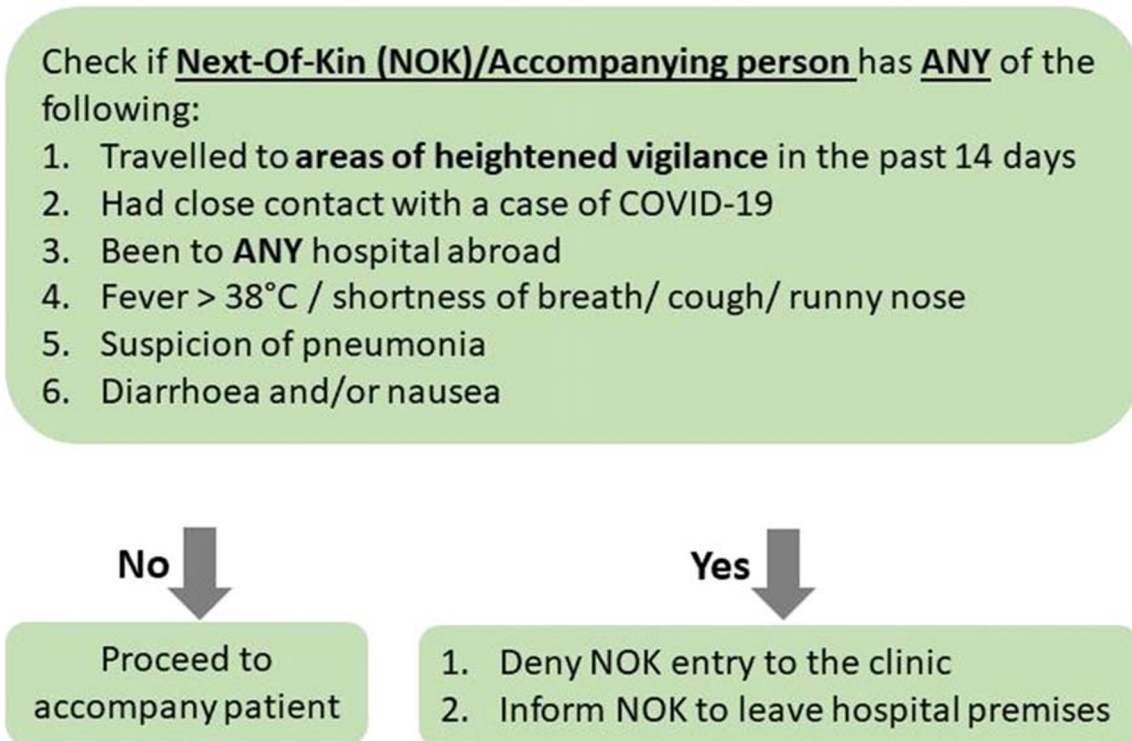 Check if Next-Of-Kin (NOK)/Accompanying person has ANY of the
following:
1. Travelled to areas of heightened vigilance in the past 14 days
2. Had close contact with a case of COVID-19
3. Been to ANY hospital abroad
4. Fever > 38°C / shortness of breath/ cough/ runny nose
5. Suspicion of pneumonia
6. Diarrhoea and/or nausea
No
Yes
Proceed to
accompany patient
1. Deny NOK entry to the clinic
2. Inform NOK to leave hospital premises